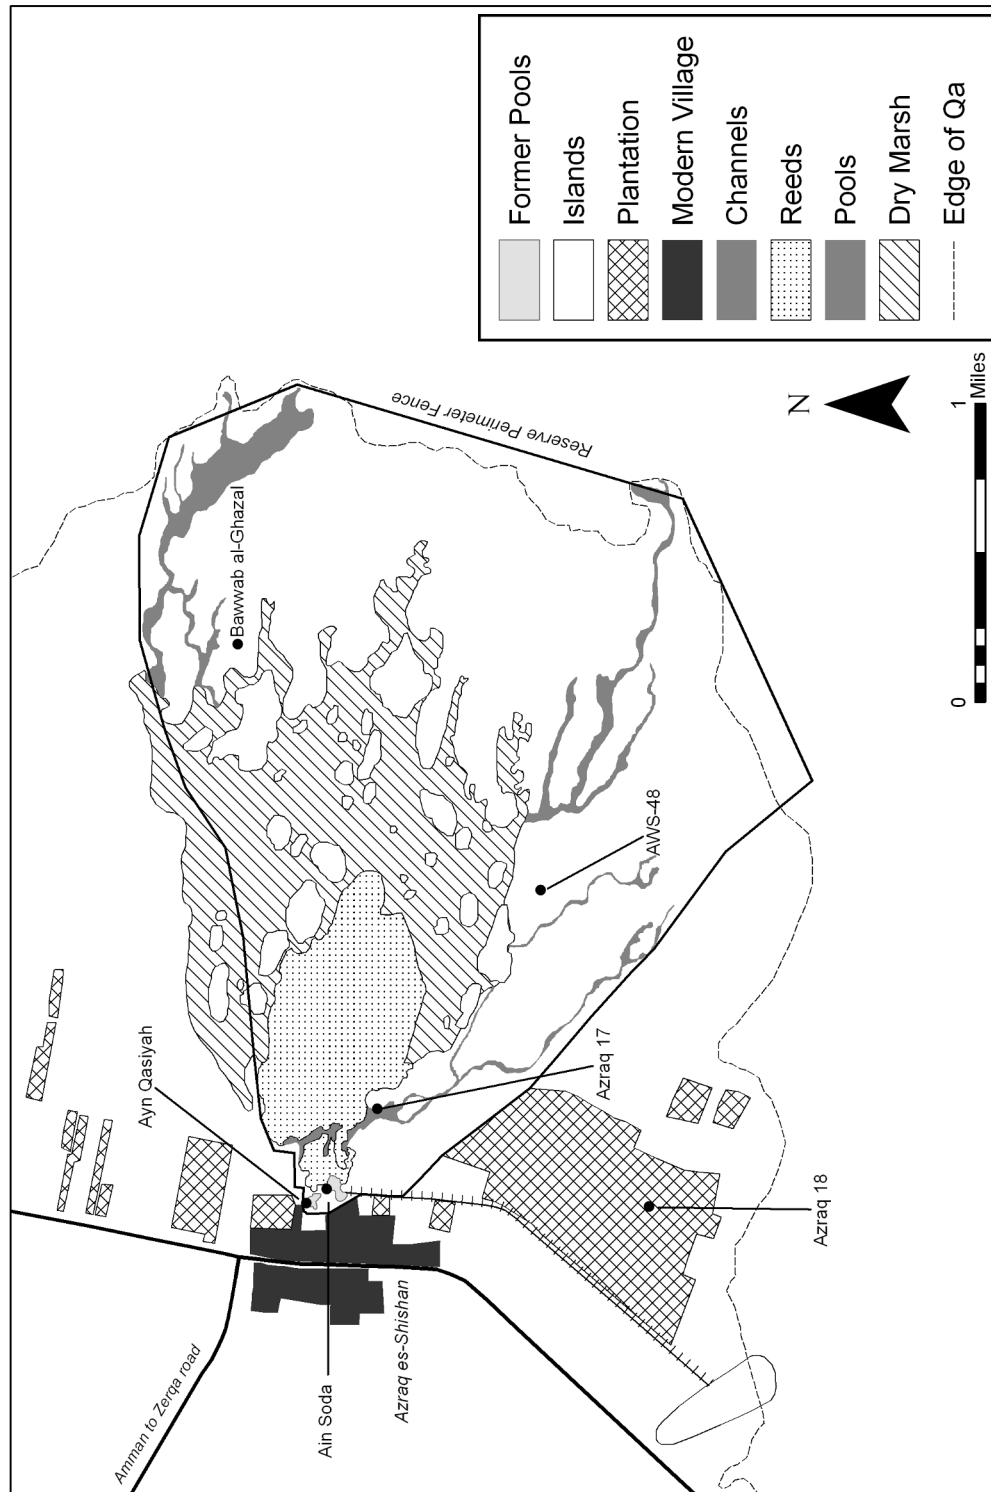 Former Pools
Islands
Plantation
Modern Village
Channels
Reeds
Pools
Dry Marsh
Edge of Qa
N
0
1
Miles
Reserve Perimeter Fence
Bawwab al-Ghazal
AWS-48
Ayn Qasiyah
Azraq 17
Azraq 18
Ain Soda
Azraq es-Shishan
Amman to Zerqa road